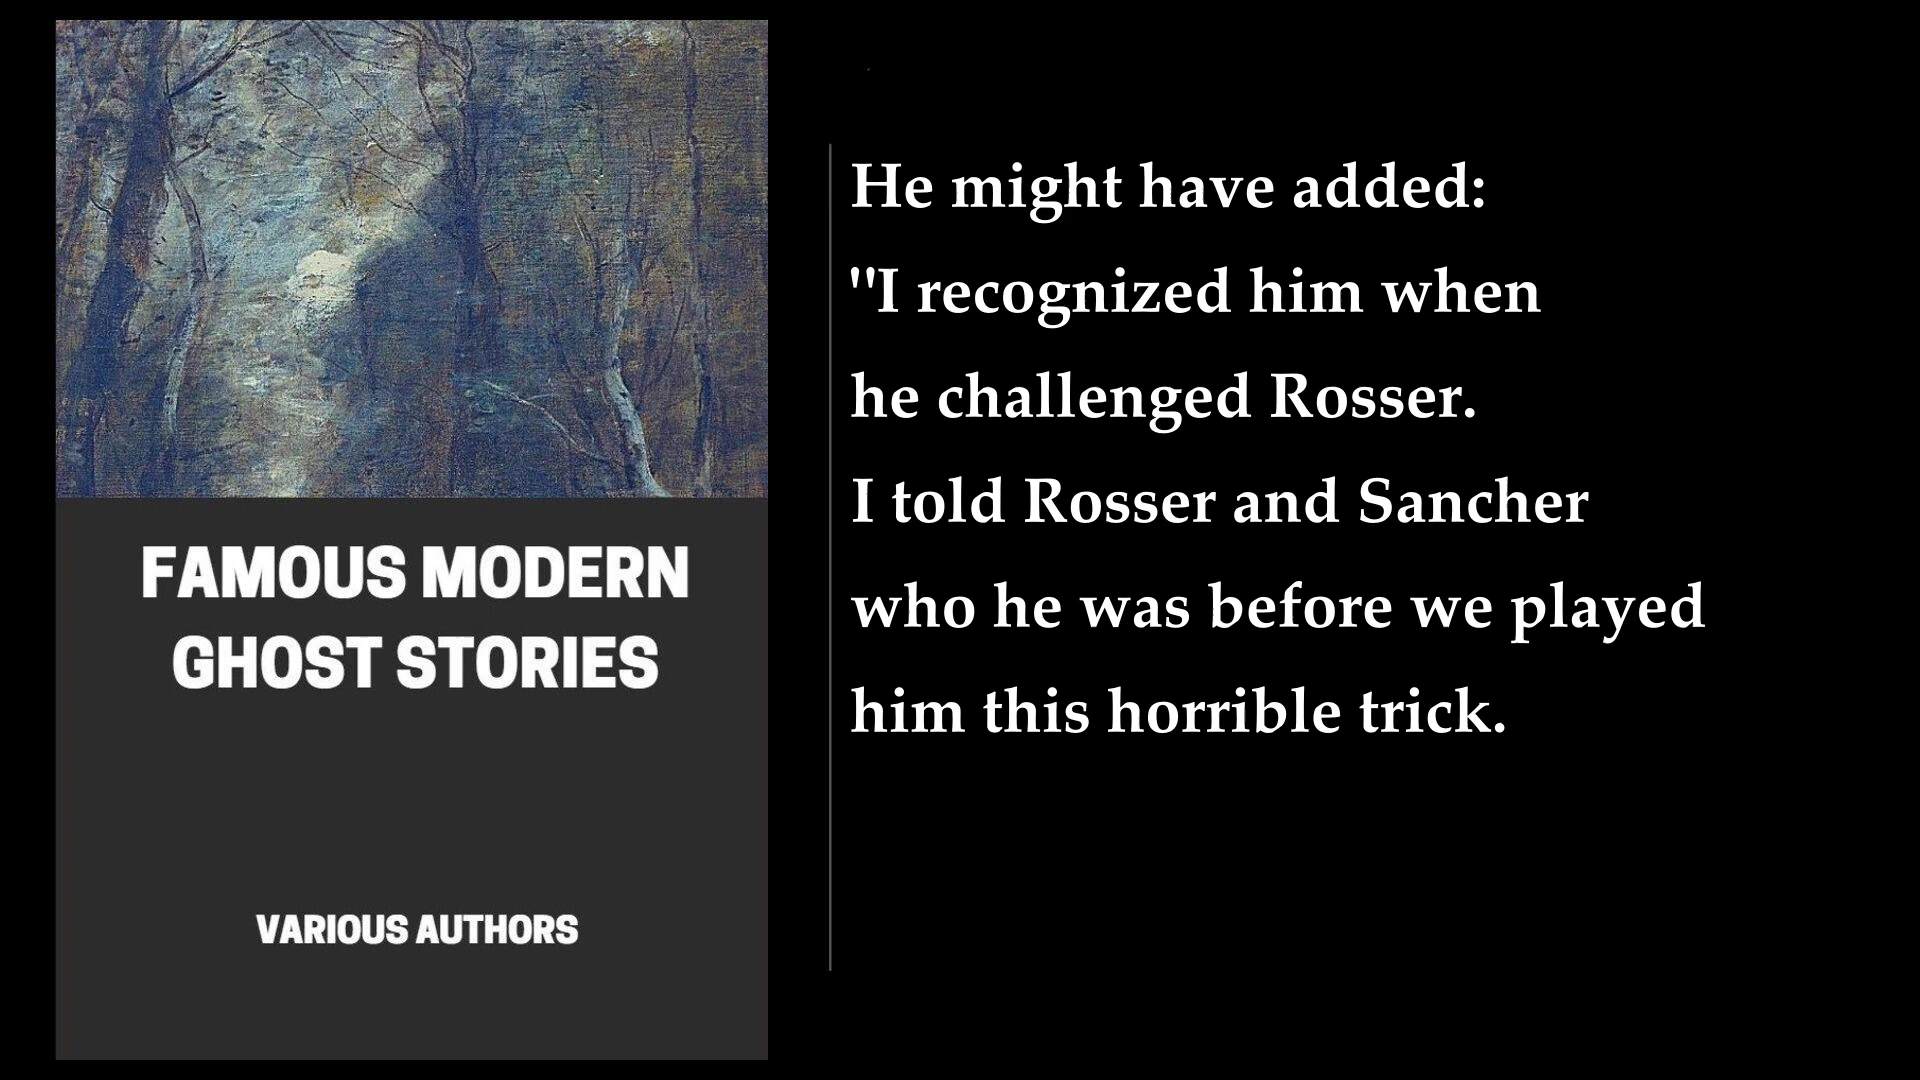 FAMOUS MODERN
GHOST STORIES
VARIOUS AUTHORS
He might have added:
"I recognized him when
he challenged Rosser.
I told Rosser and Sancher
who he was before we played
him this horrible trick.